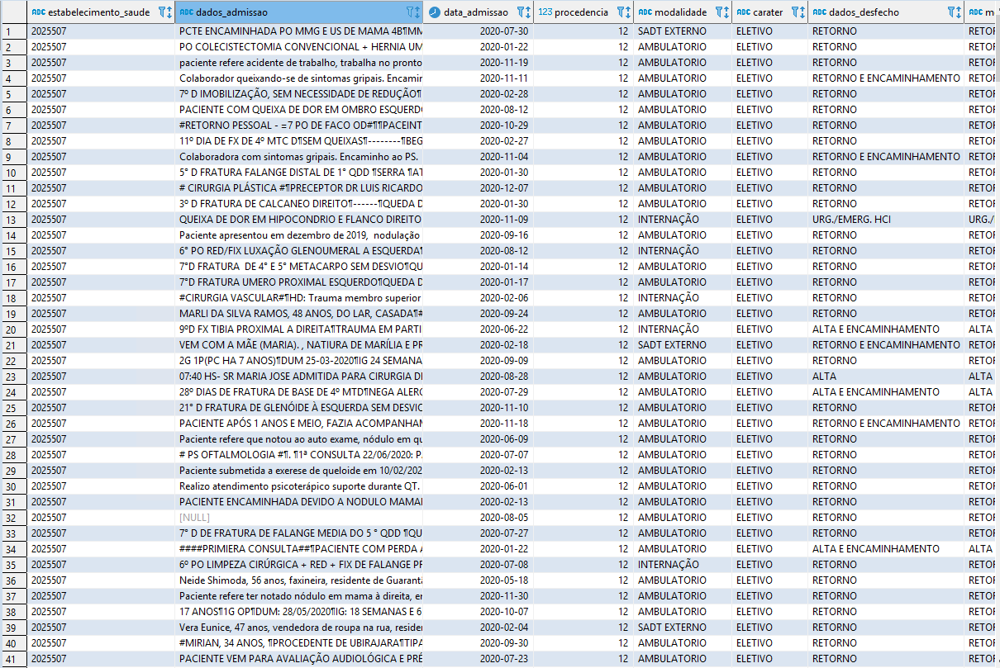 ABC estabelecimento_saude ABC dados_admissao data_admissao 123 procedencia ABC modalidade ABC carater ABC dados_desfecho ABC m
1 2025507 PCTE ENCAMINHADA PO MMG E US DE MAMA 4B¶MM 2020-07-30 12 SADT EXTERNO ELETIVO RETORNO RETOR
2 2025507 PO COLECISTECTOMIA CONVENCIONAL + HERNIA UM 2020-01-22 12 AMBULATORIO ELETIVO RETORNO RETOR
3 2025507 paciente refere acidente de trabalho, trabalha no pronto 2020-11-19 12 AMBULATORIO ELETIVO RETORNO RETOR
4 2025507 Colaborador queixando-se de sintomas gripais. Encamir 2020-11-11 12 AMBULATORIO ELETIVO RETORNO E ENCAMINHAMENTO RETOR
5 2025507 7º D IMOBILIZAÇÃO, SEM NECESSIDADE DE REDUÇÃO¶ 2020-02-28 12 AMBULATORIO ELETIVO RETORNO RETOR
6 2025507 PACIENTE COM QUEIXA DE DOR EM OMBRO ESQUERD 2020-08-12 12 AMBULATORIO ELETIVO RETORNO RETOR
7 2025507 #RETORNO PESSOAL - =7 PO DE FACO OD#¶¶PACEINT 2020-10-29 12 AMBULATORIO ELETIVO RETORNO RETOR
8 2025507 11º DIA DE FX DE 4º MTC D¶SEM QUEIXAS¶--------¶BEG 2020-02-27 12 AMBULATORIO ELETIVO RETORNO RETOR
9 2025507 Colaboradora com sintomas gripais. Encaminho ao PS. 2020-11-04 12 AMBULATORIO ELETIVO RETORNO E ENCAMINHAMENTO RETOR
10 2025507 5° D FRATURA FALANGE DISTAL DE 1° QDD ¶SERRA ¶AT 2020-01-30 12 AMBULATORIO ELETIVO RETORNO RETOR
11 2025507 # CIRURGIA PLÁSTICA #¶PRECEPTOR DR LUIS RICARDO 2020-12-07 12 AMBULATORIO ELETIVO RETORNO RETOR
12 2025507 3º D FRATURA DE CALCANEO DIREITO¶------¶QUEDA D 2020-01-30 12 AMBULATORIO ELETIVO RETORNO RETOR
13 2025507 QUEIXA DE DOR EM HIPOCONDRIO E FLANCO DIREITO 2020-11-09 12 INTERNAÇÃO ELETIVO URG./EMERG. HCI URG./
14 2025507 Paciente apresentou em dezembro de 2019, nodulação 2020-09-16 12 AMBULATORIO ELETIVO RETORNO RETOR
15 2025507 6° PO RED/FIX LUXAÇÃO GLENOUMERAL A ESQUERDA¶ 2020-08-12 12 INTERNAÇÃO ELETIVO RETORNO RETOR
16 2025507 7°D FRATURA DE 4° E 5° METACARPO SEM DESVIO¶QU 2020-01-14 12 AMBULATORIO ELETIVO RETORNO RETOR
17 2025507 7°D FRATURA UMERO PROXIMAL ESQUERDO¶QUEDA D 2020-01-17 12 AMBULATORIO ELETIVO RETORNO RETOR
18 2025507 #CIRURGIA VASCULAR#¶HD: Trauma membro superior 2020-02-06 12 INTERNAÇÃO ELETIVO RETORNO RETOR
19 2025507 MARLI DA SILVA RAMOS, 48 ANOS, DO LAR, CASADA¶# 2020-09-24 12 AMBULATORIO ELETIVO RETORNO RETOR
20 2025507 9ºD FX TIBIA PROXIMAL A DIREITA¶TRAUMA EM PARTI 2020-06-22 12 INTERNAÇÃO ELETIVO ALTA E ENCAMINHAMENTO ALTA
21 2025507 VEM COM A MÃE (MARIA). , NATIURA DE MARÍLIA E PR 2020-02-18 12 SADT EXTERNO ELETIVO RETORNO E ENCAMINHAMENTO RETOR
22 2025507 2G 1P(PC HA 7 ANOS)¶DUM 25-03-2020¶IG 24 SEMANA 2020-09-09 12 AMBULATORIO ELETIVO RETORNO RETOR
23 2025507 07:40 HS- SR MARIA JOSE ADMITIDA PARA CIRURGIA DI 2020-08-28 12 AMBULATORIO ELETIVO ALTA ALTA
24 2025507 28º DIAS DE FRATURA DE BASE DE 4º MTD¶NEGA ALERG 2020-07-29 12 AMBULATORIO ELETIVO ALTA E ENCAMINHAMENTO ALTA
25 2025507 21° D FRATURA DE GLENÓIDE À ESQUERDA SEM DESVIC 2020-11-10 12 AMBULATORIO ELETIVO RETORNO RETOR
26 2025507 PACIENTE APÓS 1 ANOS E MEIO, FAZIA ACOMPANHAM 2020-11-18 12 AMBULATORIO ELETIVO RETORNO E ENCAMINHAMENTO RETOR
27 2025507 Paciente refere que notou ao auto exame, nódulo em qu 2020-06-09 12 AMBULATORIO ELETIVO RETORNO RETOR
28 2025507 # PS OFTALMOLOGIA #¶. ¶1ª CONSULTA 22/06/2020: P. 2020-07-07 12 AMBULATORIO ELETIVO RETORNO RETOR
29 2025507 Paciente submetida a exerese de queloide em 10/02/202 2020-02-13 12 AMBULATORIO ELETIVO RETORNO RETOR
30 2025507 Realizo atendimento psicoterápico suporte durante QT. 2020-06-01 12 AMBULATORIO ELETIVO RETORNO RETOR
31 2025507 PACIENTE ENCAMINHADA DEVIDO A NODULO MAMAI 2020-02-13 12 AMBULATORIO ELETIVO RETORNO RETOR
32 2025507 [NULL] 2020-08-05 12 AMBULATORIO ELETIVO RETORNO RETOR
33 2025507 7° D DE FRATURA DE FALANGE MEDIA DO 5 ° QDD ¶QU 2020-07-27 12 AMBULATORIO ELETIVO RETORNO RETOR
34 2025507 ####PRIMIERA CONSULTA##¶PACIENTE COM PERDA A 2020-01-22 12 AMBULATORIO ELETIVO ALTA E ENCAMINHAMENTO ALTA
35 2025507 6º PO LIMPEZA CIRÚRGICA + RED + FIX DE FALANGE PF 2020-07-08 12 INTERNAÇÃO ELETIVO RETORNO RETOR
36 2025507 Neide Shimoda, 56 anos, faxineira, residente de Guarantã 2020-05-18 12 AMBULATORIO ELETIVO RETORNO RETOR
37 2025507 Paciente refere ter notado nódulo em mama à direita, er 2020-11-30 12 AMBULATORIO ELETIVO RETORNO RETOR
38 2025507 17 ANOS¶1G OP¶DUM: 28/05/2020¶IG: 18 SEMANAS E 6 2020-10-07 12 AMBULATORIO ELETIVO RETORNO RETOR
39 2025507 Vera Eunice, 47 anos, vendedora de roupa na rua, reside 2020-02-04 12 SADT EXTERNO ELETIVO RETORNO RETOR
40 2025507 #MIRIAN, 34 ANOS, ¶PROCEDENTE DE UBIRAJARA¶TIPA 2020-09-30 12 AMBULATORIO ELETIVO RETORNO RETOR
41 2025507 PACIENTE VEM PARA AVALIAÇÃO AUDIOLÓGICA E PRÉ 2020-07-23 12 AMBULATORIO ELETIVO RETORNO RETOR